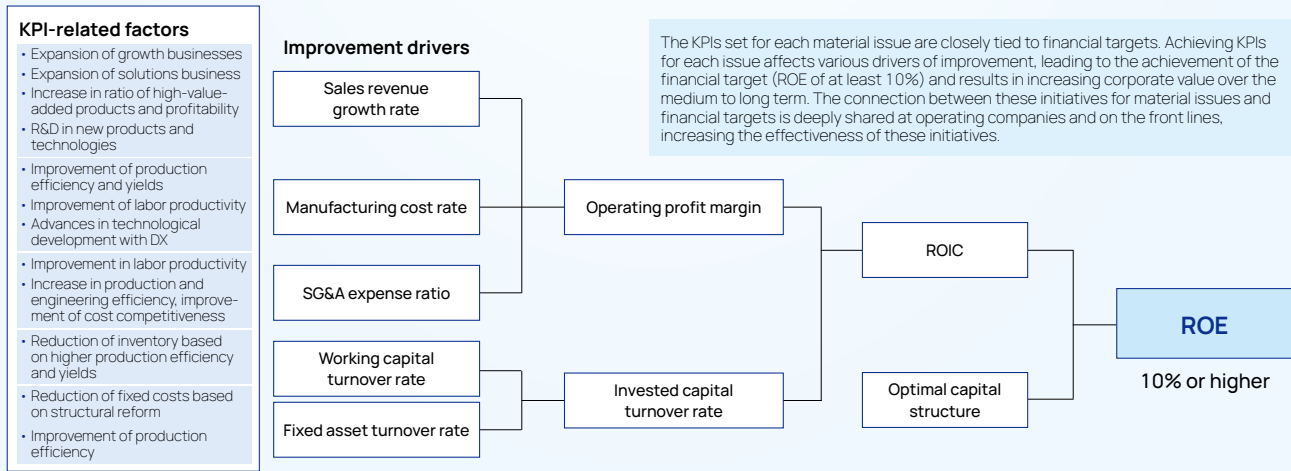 KPI-related factors
• Expansion of growth businesses
• Expansion of solutions business
• Increase in ratio of high-value-
added products and profitability
• R&D in new products and
technologies
• Improvement of production
efficiency and yields
• Improvement of labor productivity
• Advances in technological
development with DX
• Improvement in labor productivity
• Increase in production and
engineering efficiency, improve-
ment of cost competitiveness
• Reduction of inventory based
on higher production efficiency
and yields
• Reduction of fixed costs based
on structural reform
• Improvement of production
efficiency
Improvement drivers
Sales revenue
growth rate
Manufacturing cost rate
SG&A expense ratio
Working capital
turnover rate
Fixed asset turnover rate
Operating profit margin
Invested capital
turnover rate
The KPIs set for each material issue are closely tied to financial targets. Achieving KPIs
for each issue affects various drivers of improvement, leading to the achievement of the
financial target (ROE of at least 10%) and results in increasing corporate value over the
medium to long term. The connection between these initiatives for material issues and
financial targets is deeply shared at operating companies and on the front lines,
increasing the effectiveness of these initiatives.
ROIC
Optimal capital
structure
ROE
10% or higher